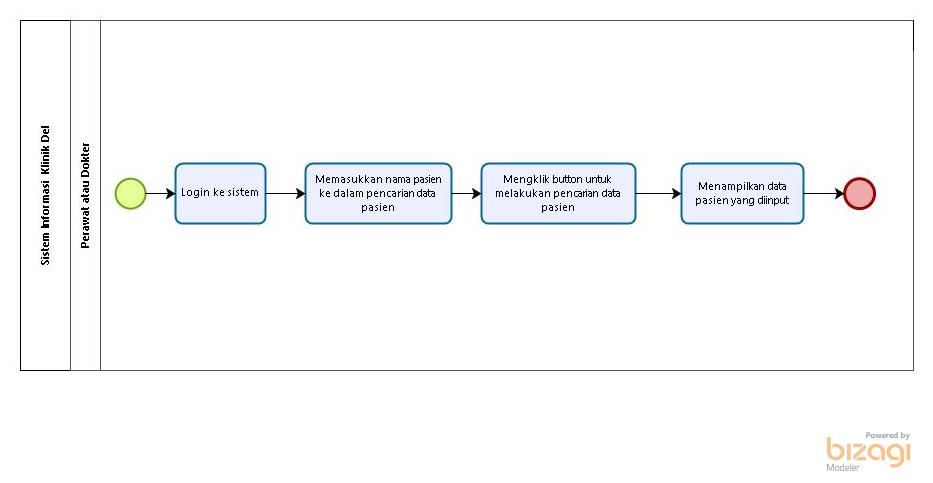 Sistem Informasi Klinik Del
Perawat atau Dokter
Login ke sistem
Memasukkan nama pasien
ke dalam pencarian data
pasien
Mengklik button untuk
melakukan pencarian data
pasien
Menampilkan data
pasien yang diinput
Powered by
bizagi
Modeler